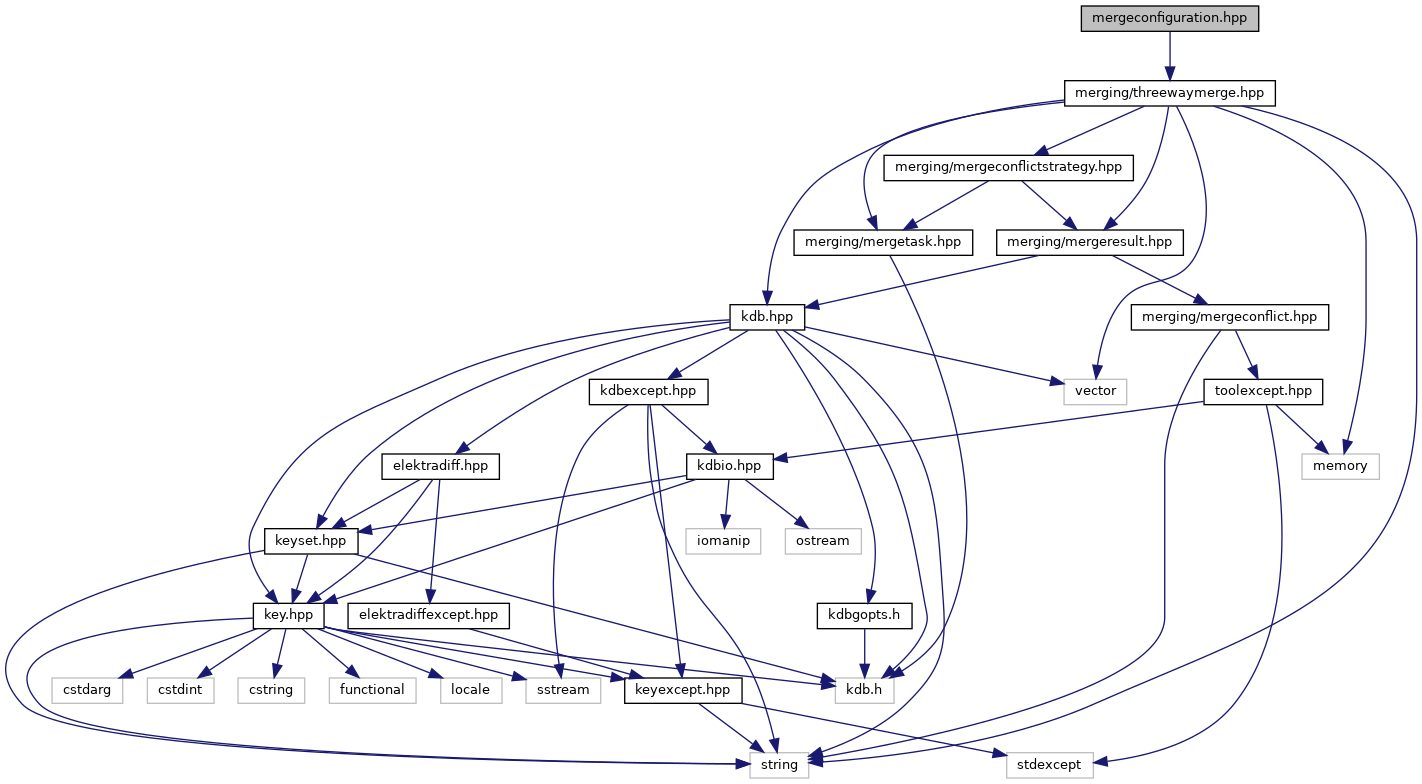 mergeconfiguration.hpp
merging/threewaymerge.hpp
merging/mergeconflictstrategy.hpp
merging/mergetask.hpp
merging/mergeresult.hpp
kdb.hpp
merging/mergeconflict.hpp
kdbexcept.hpp
vector
toolexcept.hpp
elektradiff.hpp
kdbio.hpp
memory
keyset.hpp
iomanip
ostream
key.hpp
elektradiffexcept.hpp
kdbgopts.h
cstdarg
cstdint
cstring
functional
locale
sstream
keyexcept.hpp
kdb.h
string
stdexcept